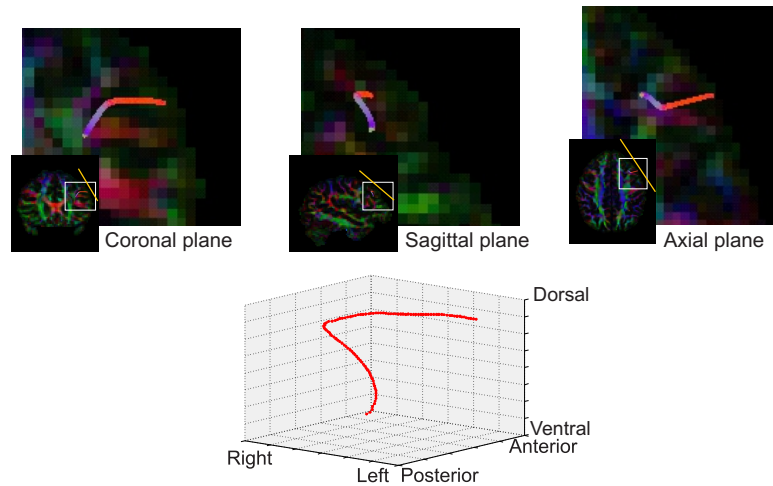 Coronal plane
Sagittal plane
Axial plane
Dorsal
Ventral
Anterior
Right
Left
Posterior